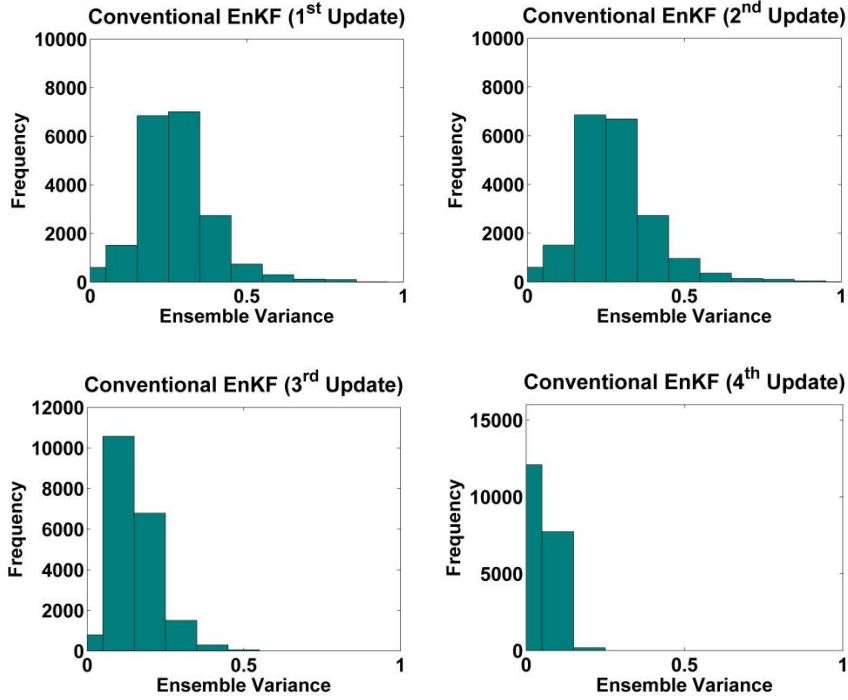 Conventional EnKF (1st Update)
10000
8000
6000
4000
2000
0
Frequency
0 0.5 1
Ensemble Variance
Conventional EnKF (2nd Update)
10000
8000
6000
4000
2000
0
Frequency
0 0.5 1
Ensemble Variance
Conventional EnKF (3rd Update)
12000
10000
8000
6000
4000
2000
0
Frequency
0 0.5 1
Ensemble Variance
Conventional EnKF (4th Update)
15000
10000
5000
0
Frequency
0 0.5 1
Ensemble Variance